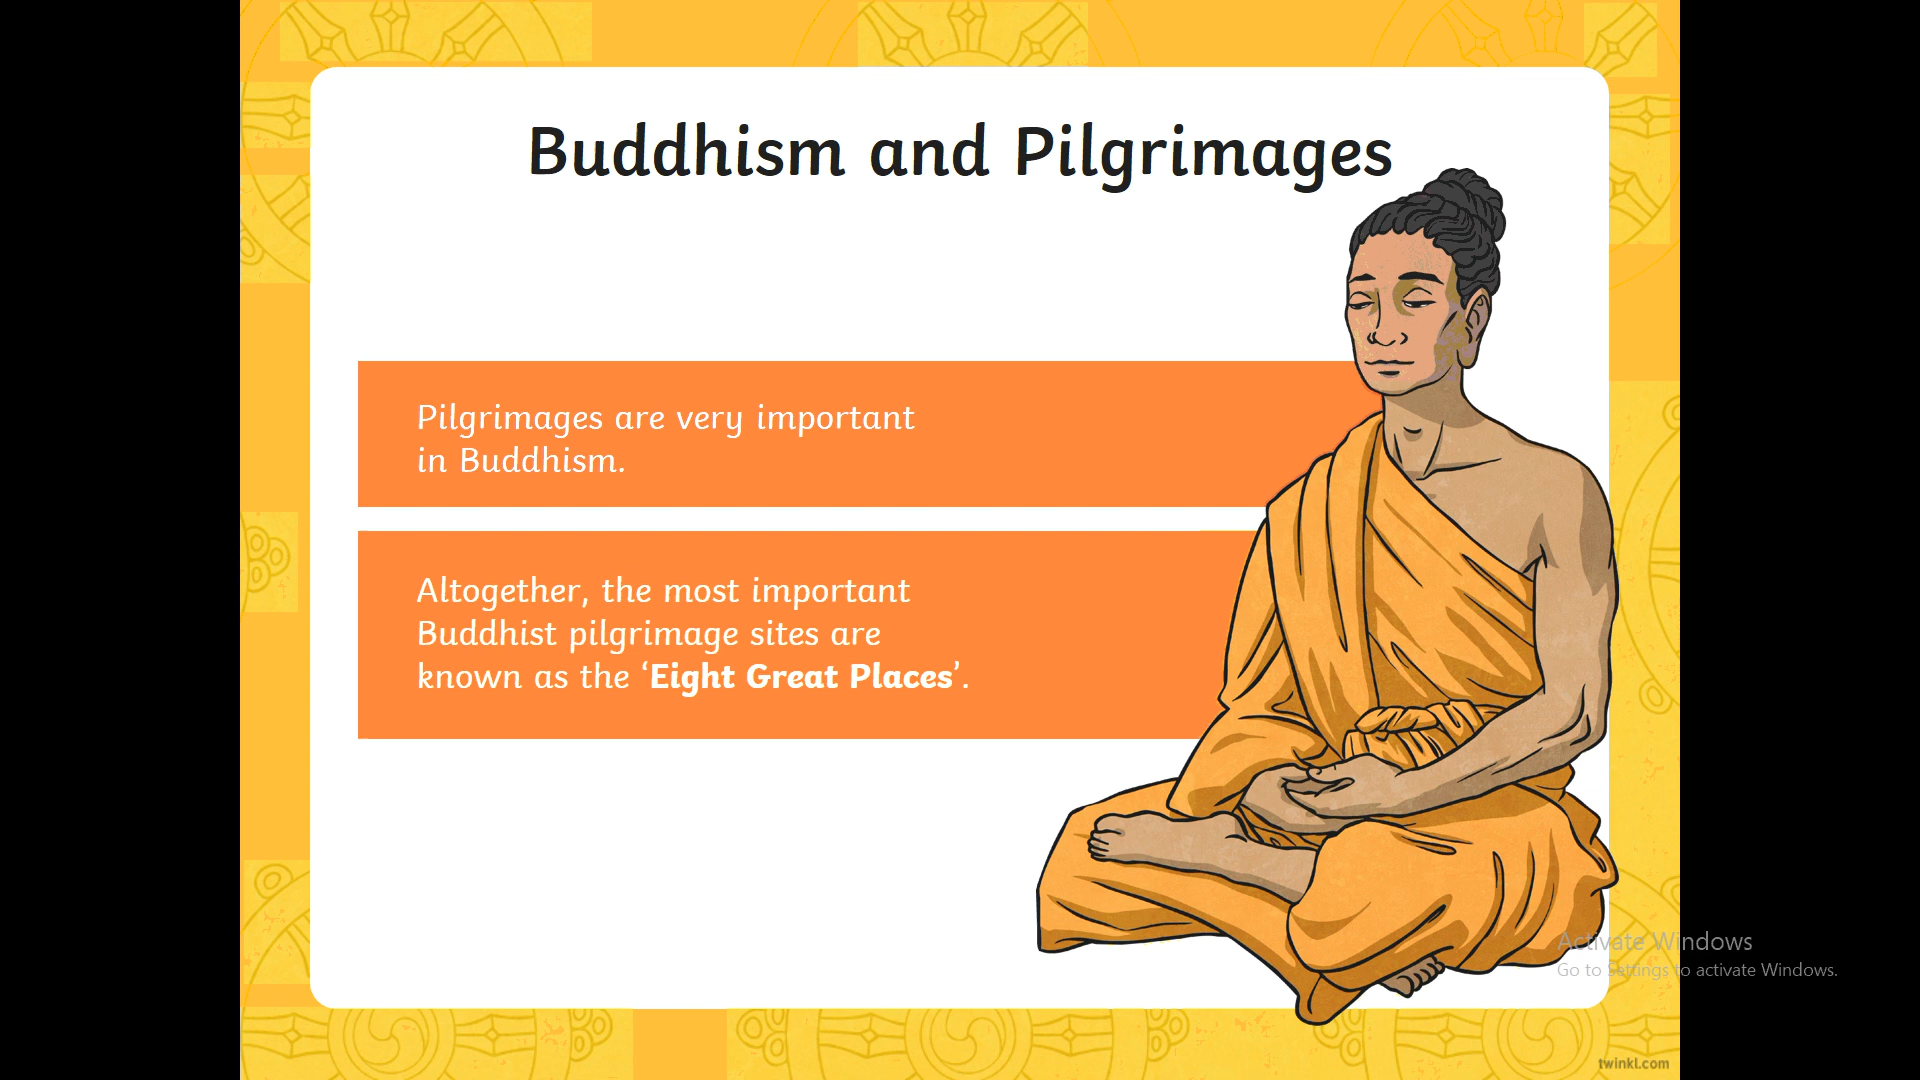 Buddhism and Pilgrimages
Pilgrimages are very important
in Buddhism.
Altogether, the most important
Buddhist pilgrimage sites are
known as the ‘Eight Great Places’.
Activate Windows
Go to Settings to activate Windows.
twinkl.com